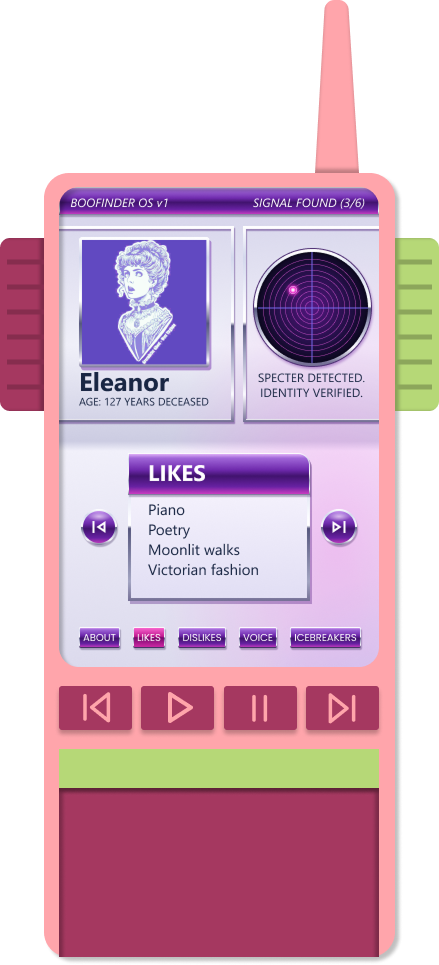 BOOFINDER OS v1
SIGNAL FOUND (3/6)
Eleanor
AGE: 127 YEARS DECEASED
SPECTER DETECTED.
IDENTITY VERIFIED.
LIKES
Piano
Poetry
Moonlit walks
Victorian fashion
ABOUT
LIKES
DISLIKES
VOICE
ICEBREAKERS